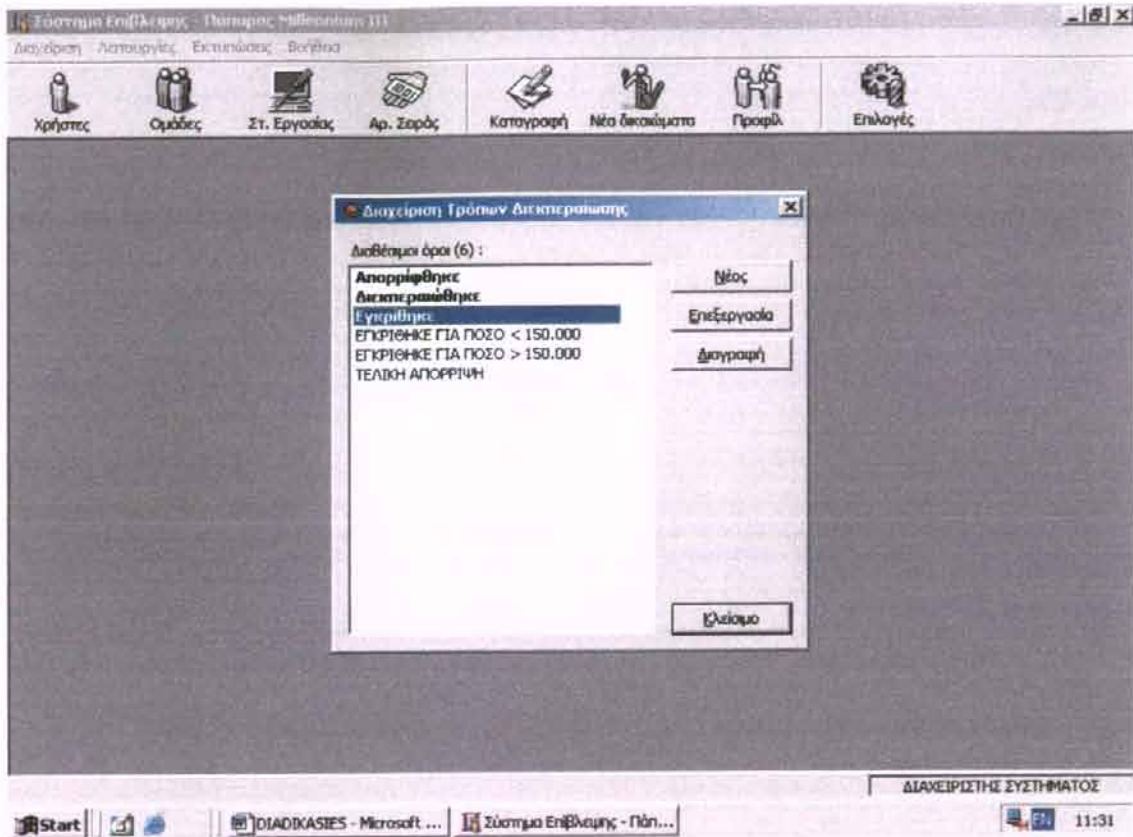 Σύστημα Επίβλεψης - Πάπυρος Millennium III
Διαχείριση Λειτουργίες Εκτυπώσεις Βοήθεια
Χρήστες Ομάδες Στ. Εργασίας Αρ. Σειράς Καταγραφή Νέα δικαιώματα Προφίλ Επιλογές
Διαχείριση Τρόπων Διεκπεραίωσης
Διαθέσιμοι όροι (6) :
Απορρίφθηκε
Διεκπεραιώθηκε
Εγκρίθηκε
ΕΓΚΡΙΘΗΚΕ ΓΙΑ ΠΟΣΟ < 150.000
ΕΓΚΡΙΘΗΚΕ ΓΙΑ ΠΟΣΟ > 150.000
ΤΕΛΙΚΗ ΑΠΟΡΡΙΨΗ
Νέος
Επεξεργασία
Διαγραφή
Κλείσιμο
ΔΙΑΧΕΙΡΙΣΤΗΣ ΣΥΣΤΗΜΑΤΟΣ
Start DIADIKASIES - Microsoft ... Σύστημα Επίβλεψης - Πάπ... EN 11:31